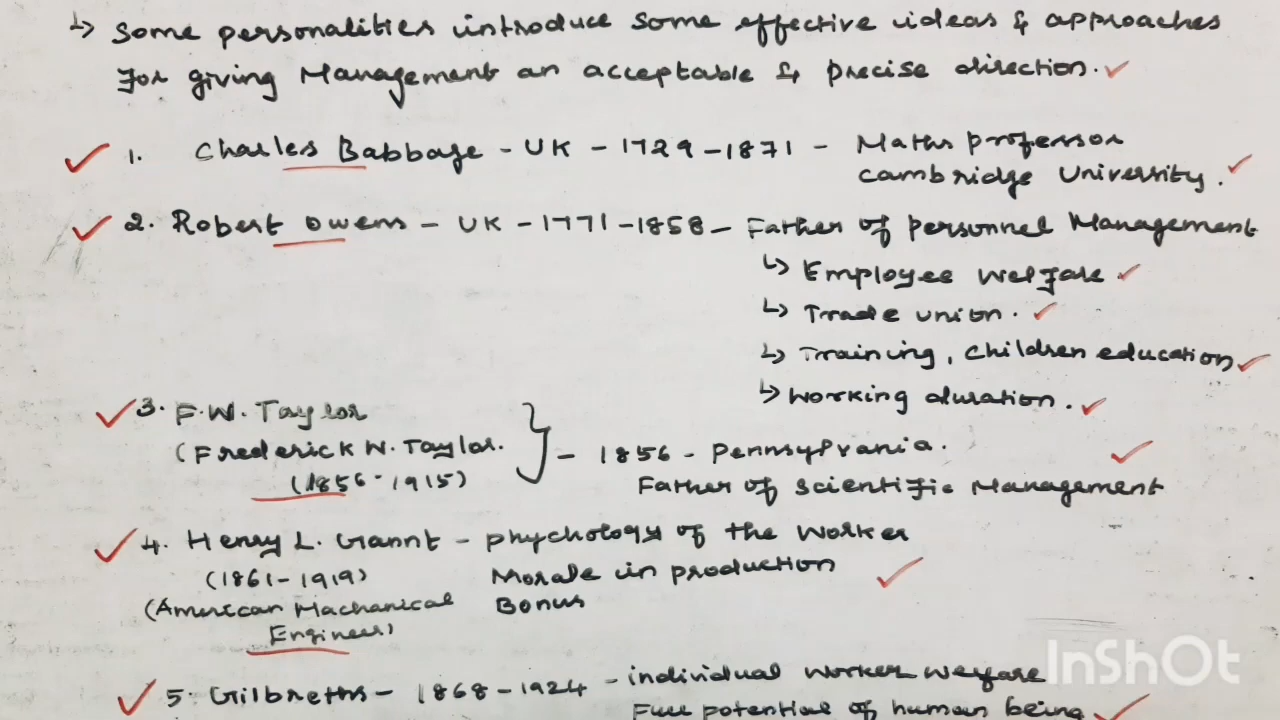 ↳ Some personalities introduce some effective ideas & approaches
for giving Management an acceptable & precise direction.
1. Charles Babbage - UK - 1729-1871 - Maths professor
Cambridge University.
2. Robert Owens - UK - 1771-1858 - Father of personnel Management
↳ Employee welfare
↳ Trade union.
↳ Training, children education
↳ Working duration.
3. F.W. Taylor
(Frederick W. Taylor.
(1856-1915)
} - 1856 - Pennsylvania.
Father of scientific Management
4. Henry L. Gannt - phychology of the worker
(1861-1919) Morale in production
(American Machanical Bonus
Engineer)
5. Gilbreths - 1868-1924 - individual worker welfare
Full potential of human being
InShOt